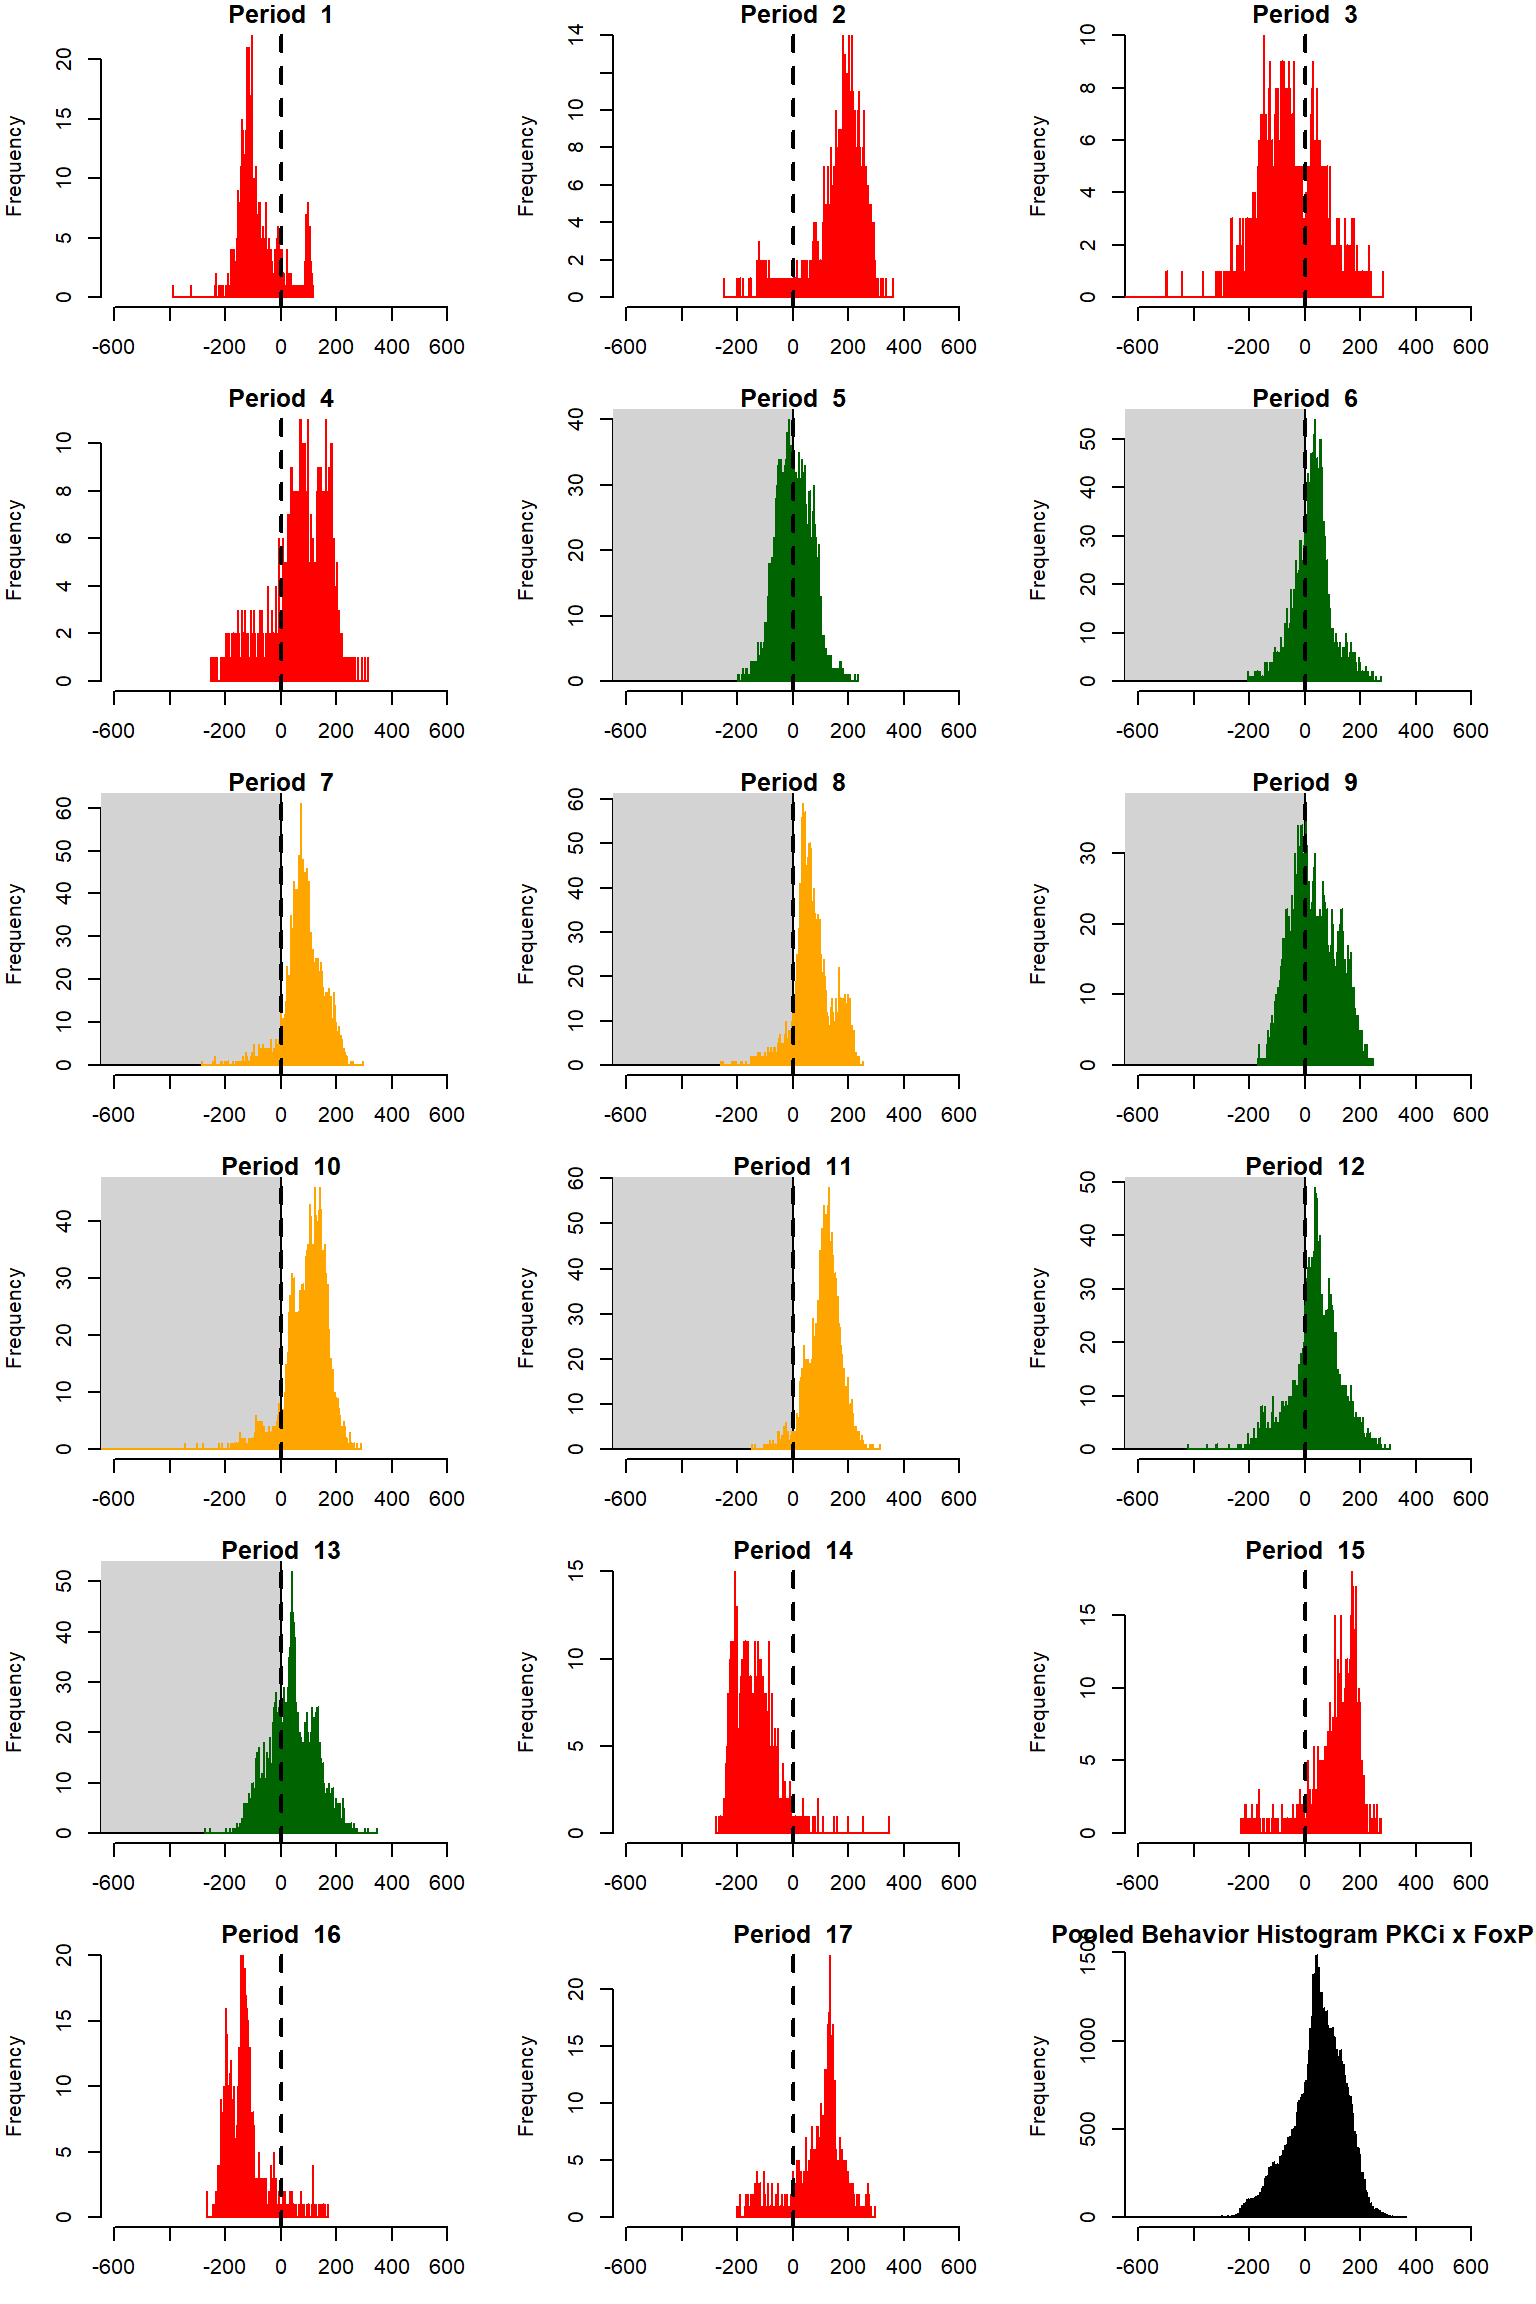 Period 1
Frequency
0 5 10 15 20
-600 -200 0 200 400 600
Period 2
Frequency
0 2 4 6 8 10 14
-600 -200 0 200 400 600
Period 3
Frequency
0 2 4 6 8 10
-600 -200 0 200 400 600
Period 4
Frequency
0 2 4 6 8 10
-600 -200 0 200 400 600
Period 5
Frequency
0 10 20 30 40
-600 -200 0 200 400 600
Period 6
Frequency
0 10 20 30 40 50
-600 -200 0 200 400 600
Period 7
Frequency
0 10 20 30 40 50 60
-600 -200 0 200 400 600
Period 8
Frequency
0 10 20 30 40 50 60
-600 -200 0 200 400 600
Period 9
Frequency
0 10 20 30
-600 -200 0 200 400 600
Period 10
Frequency
0 10 20 30 40
-600 -200 0 200 400 600
Period 11
Frequency
0 10 20 30 40 50 60
-600 -200 0 200 400 600
Period 12
Frequency
0 10 20 30 40 50
-600 -200 0 200 400 600
Period 13
Frequency
0 10 20 30 40 50
-600 -200 0 200 400 600
Period 14
Frequency
0 5 10 15
-600 -200 0 200 400 600
Period 15
Frequency
0 5 10 15
-600 -200 0 200 400 600
Period 16
Frequency
0 5 10 15 20
-600 -200 0 200 400 600
Period 17
Frequency
0 5 10 15 20
-600 -200 0 200 400 600
Pooled Behavior Histogram PKCi x FoxP
Frequency
0 500 1000 1500
-600 -200 0 200 400 600